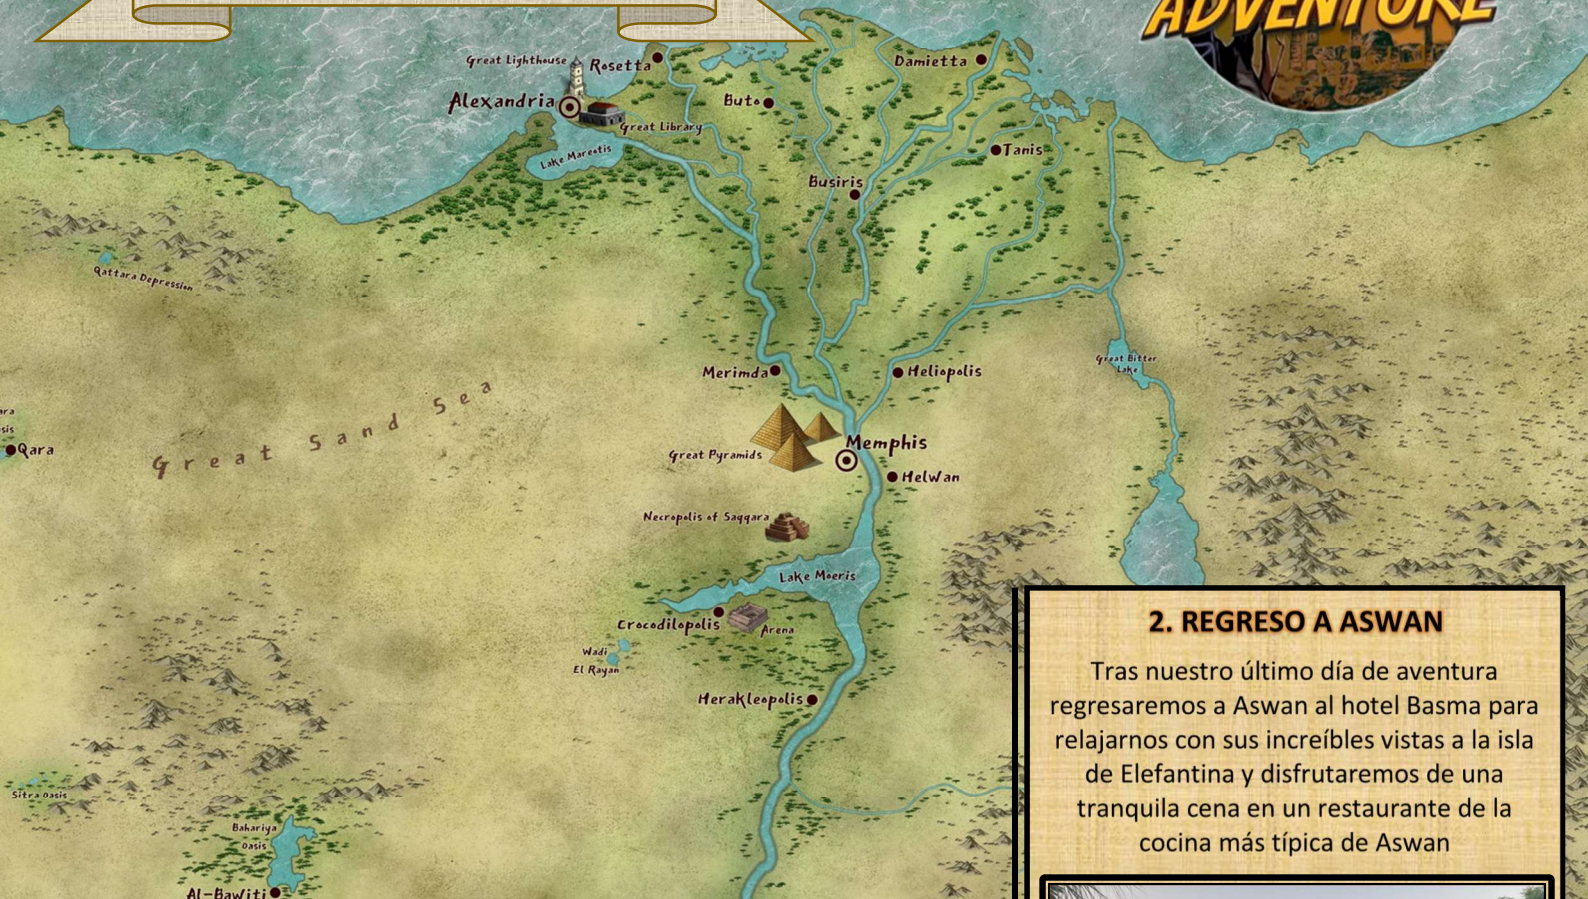 ADVENTURE
Great Lighthouse
Rosetta
Damietta
Alexandria
Buto
Great Library
Lake Mareotis
Tanis
Busiris
Qattara Depression
Great Bitter
Lake
Merimda
Heliopolis
Great Sand Sea
ara
sis
Qara
Memphis
Great Pyramids
HelWan
Necropolis of Saqqara
Lake Moeris
Crocodilopolis
Arena
Wadi
El Rayan
Herakleopolis
Sitra Oasis
Bahariya
Oasis
Al-Bawiti
2. REGRESO A ASWAN
Tras nuestro último día de aventura
regresaremos a Aswan al hotel Basma para
relajarnos con sus increíbles vistas a la isla
de Elefantina y disfrutaremos de una
tranquila cena en un restaurante de la
cocina más típica de Aswan